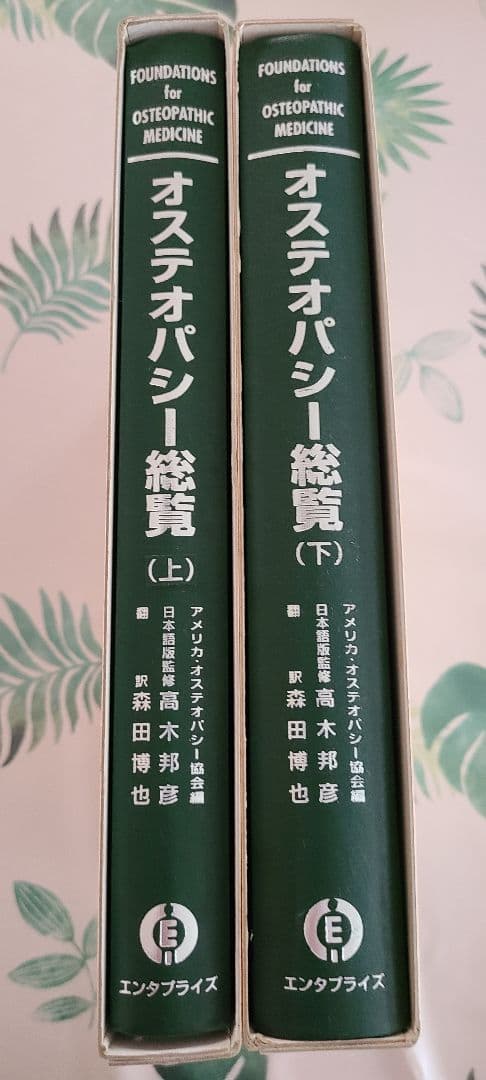 FOUNDATIONS
for
OSTEOPATHIC
MEDICINE
オステオパシー総覧
（上）
アメリカ・オステオパシー協会編
日本語版監修 高木邦彦
翻訳 森田博也
E
エンタプライズ
FOUNDATIONS
for
OSTEOPATHIC
MEDICINE
オステオパシー総覧
（下）
アメリカ・オステオパシー協会編
日本語版監修 高木邦彦
翻訳 森田博也
E
エンタプライズ